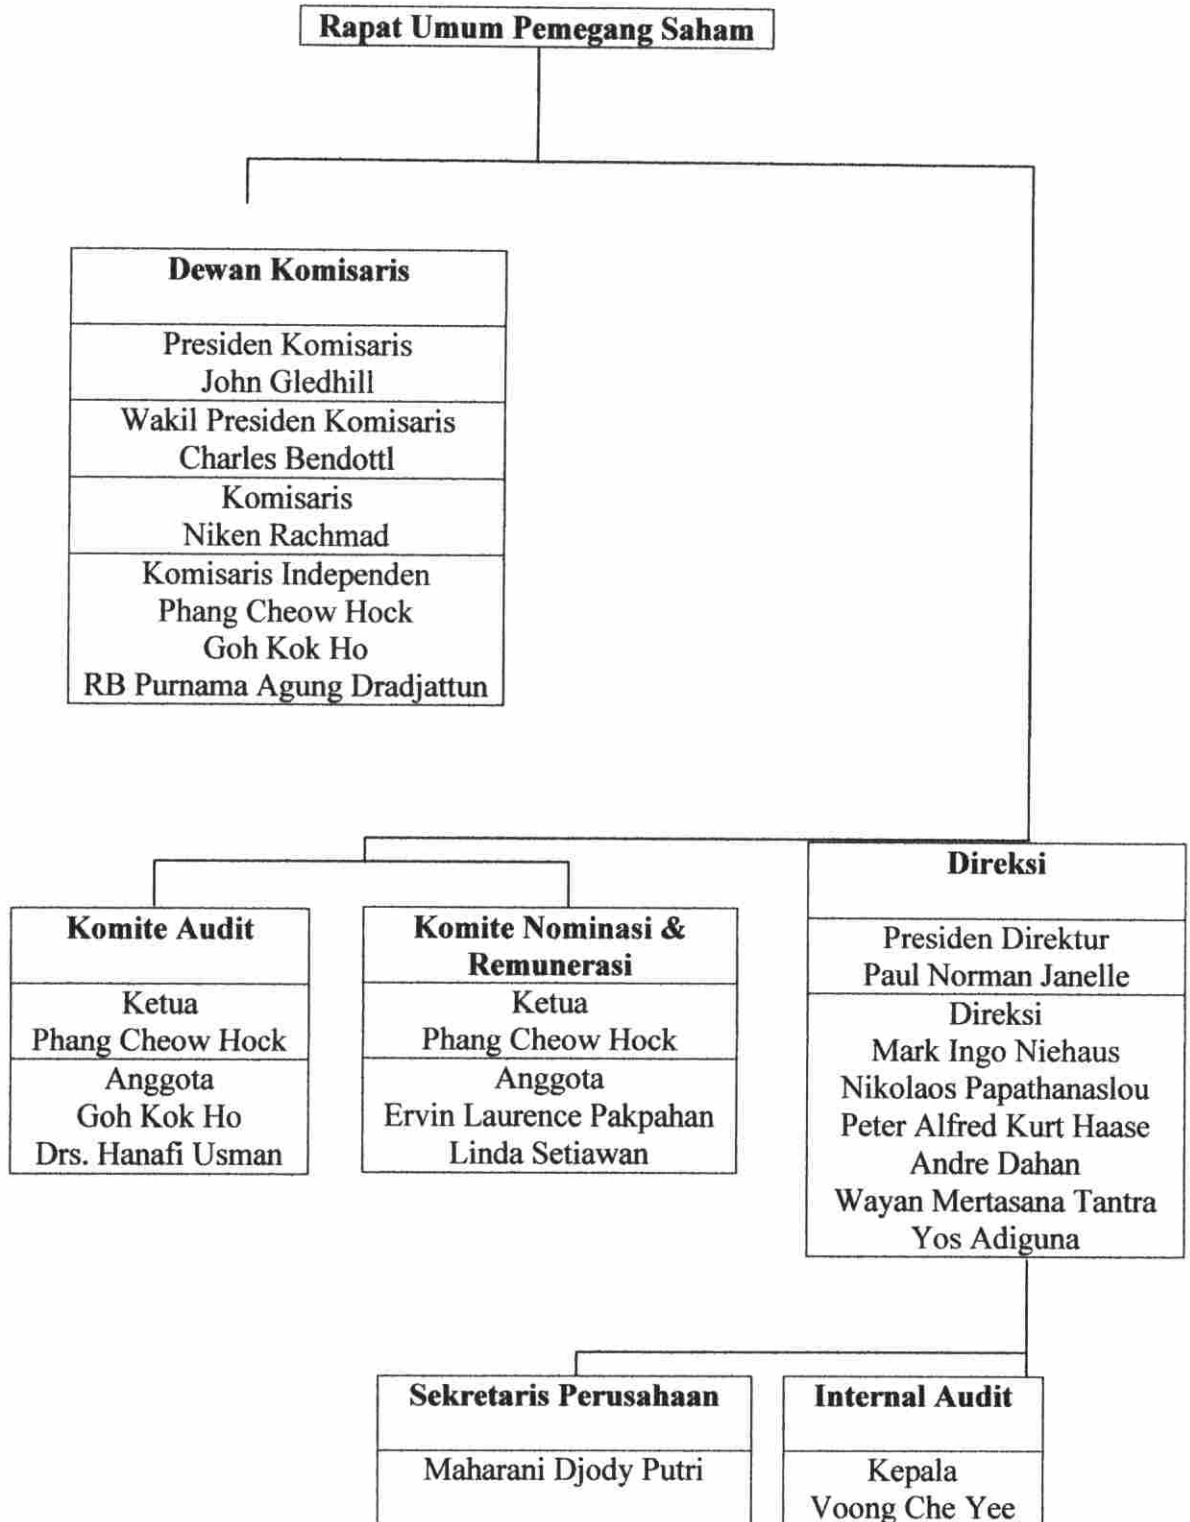 Rapat Umum Pemegang Saham
Dewan Komisaris
Presiden Komisaris
John Gledhill
Wakil Presiden Komisaris
Charles Bendottl
Komisaris
Niken Rachmad
Komisaris Independen
Phang Cheow Hock
Goh Kok Ho
RB Purnama Agung Dradjattun
Komite Audit
Ketua
Phang Cheow Hock
Anggota
Goh Kok Ho
Drs. Hanafi Usman
Komite Nominasi &
Remunerasi
Ketua
Phang Cheow Hock
Anggota
Ervin Laurence Pakpahan
Linda Setiawan
Direksi
Presiden Direktur
Paul Norman Janelle
Direksi
Mark Ingo Niehaus
Nikolaos Papathanaslou
Peter Alfred Kurt Haase
Andre Dahan
Wayan Mertasana Tantra
Yos Adiguna
Sekretaris Perusahaan
Maharani Djody Putri
Internal Audit
Kepala
Voong Che Yee